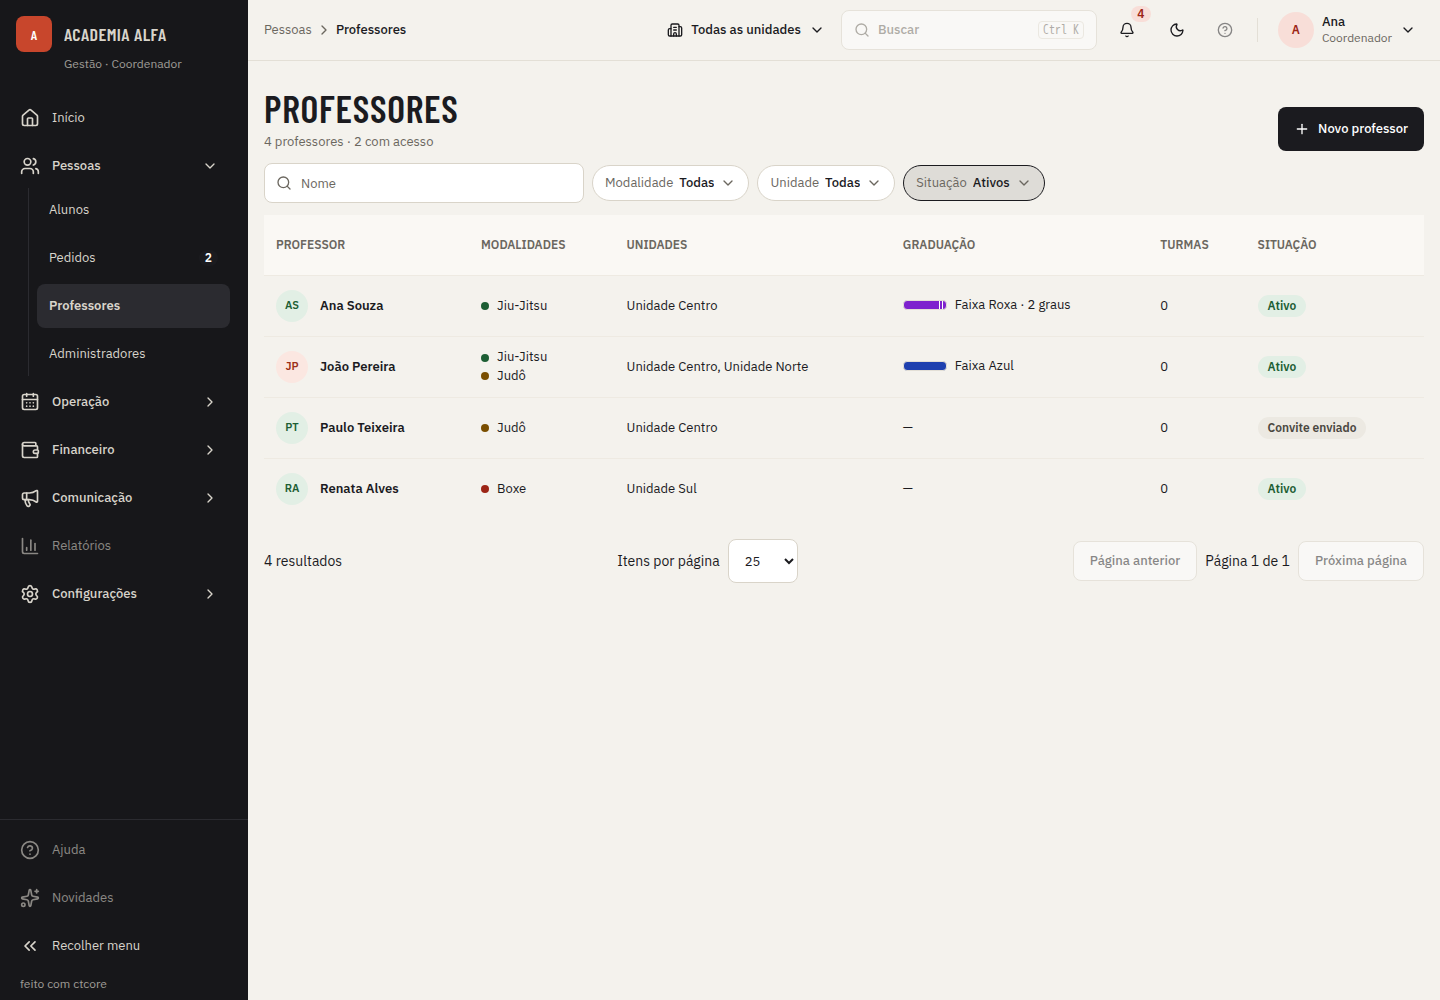 A
ACADEMIA ALFA
Gestão · Coordenador
Início
Pessoas
Alunos
Pedidos 2
Professores
Administradores
Operação
Financeiro
Comunicação
Relatórios
Configurações
Ajuda
Novidades
Recolher menu
feito com ctcore
Pessoas Professores
Todas as unidades
Buscar Ctrl K
4
A
Ana
Coordenador
PROFESSORES
4 professores · 2 com acesso
Novo professor
Nome
Modalidade Todas
Unidade Todas
Situação Ativos
PROFESSOR MODALIDADES UNIDADES GRADUAÇÃO TURMAS SITUAÇÃO
AS Ana Souza Jiu-Jitsu Unidade Centro Faixa Roxa · 2 graus 0 Ativo
JP João Pereira Jiu-Jitsu Unidade Centro, Unidade Norte Faixa Azul 0 Ativo
Judô
PT Paulo Teixeira Judô Unidade Centro — 0 Convite enviado
RA Renata Alves Boxe Unidade Sul — 0 Ativo
4 resultados Itens por página 25 Página anterior Página 1 de 1 Próxima página